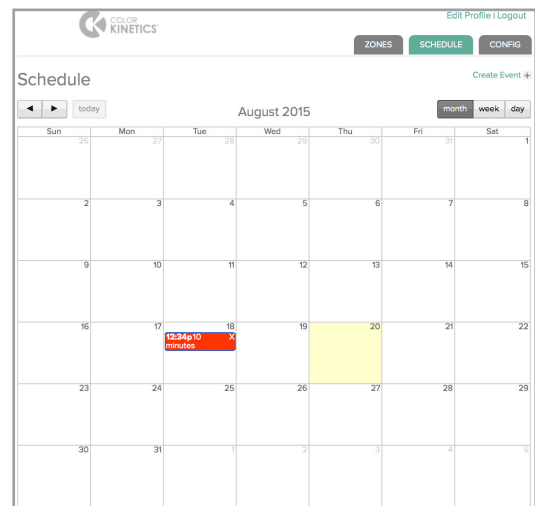 Edit Profile | Logout
COLOR
KINETICS
ZONES SCHEDULE CONFIG
Schedule
Create Event +
◄ ► today August 2015 month week day
Sun Mon Tue Wed Thu Fri Sat
26 27 28 29 30 31 1
2 3 4 5 6 7 8
9 10 11 12 13 14 15
16 17 18 19 20 21 22
12:34p10 X
minutes
23 24 25 26 27 28 29
30 31 1 2 3 4 5